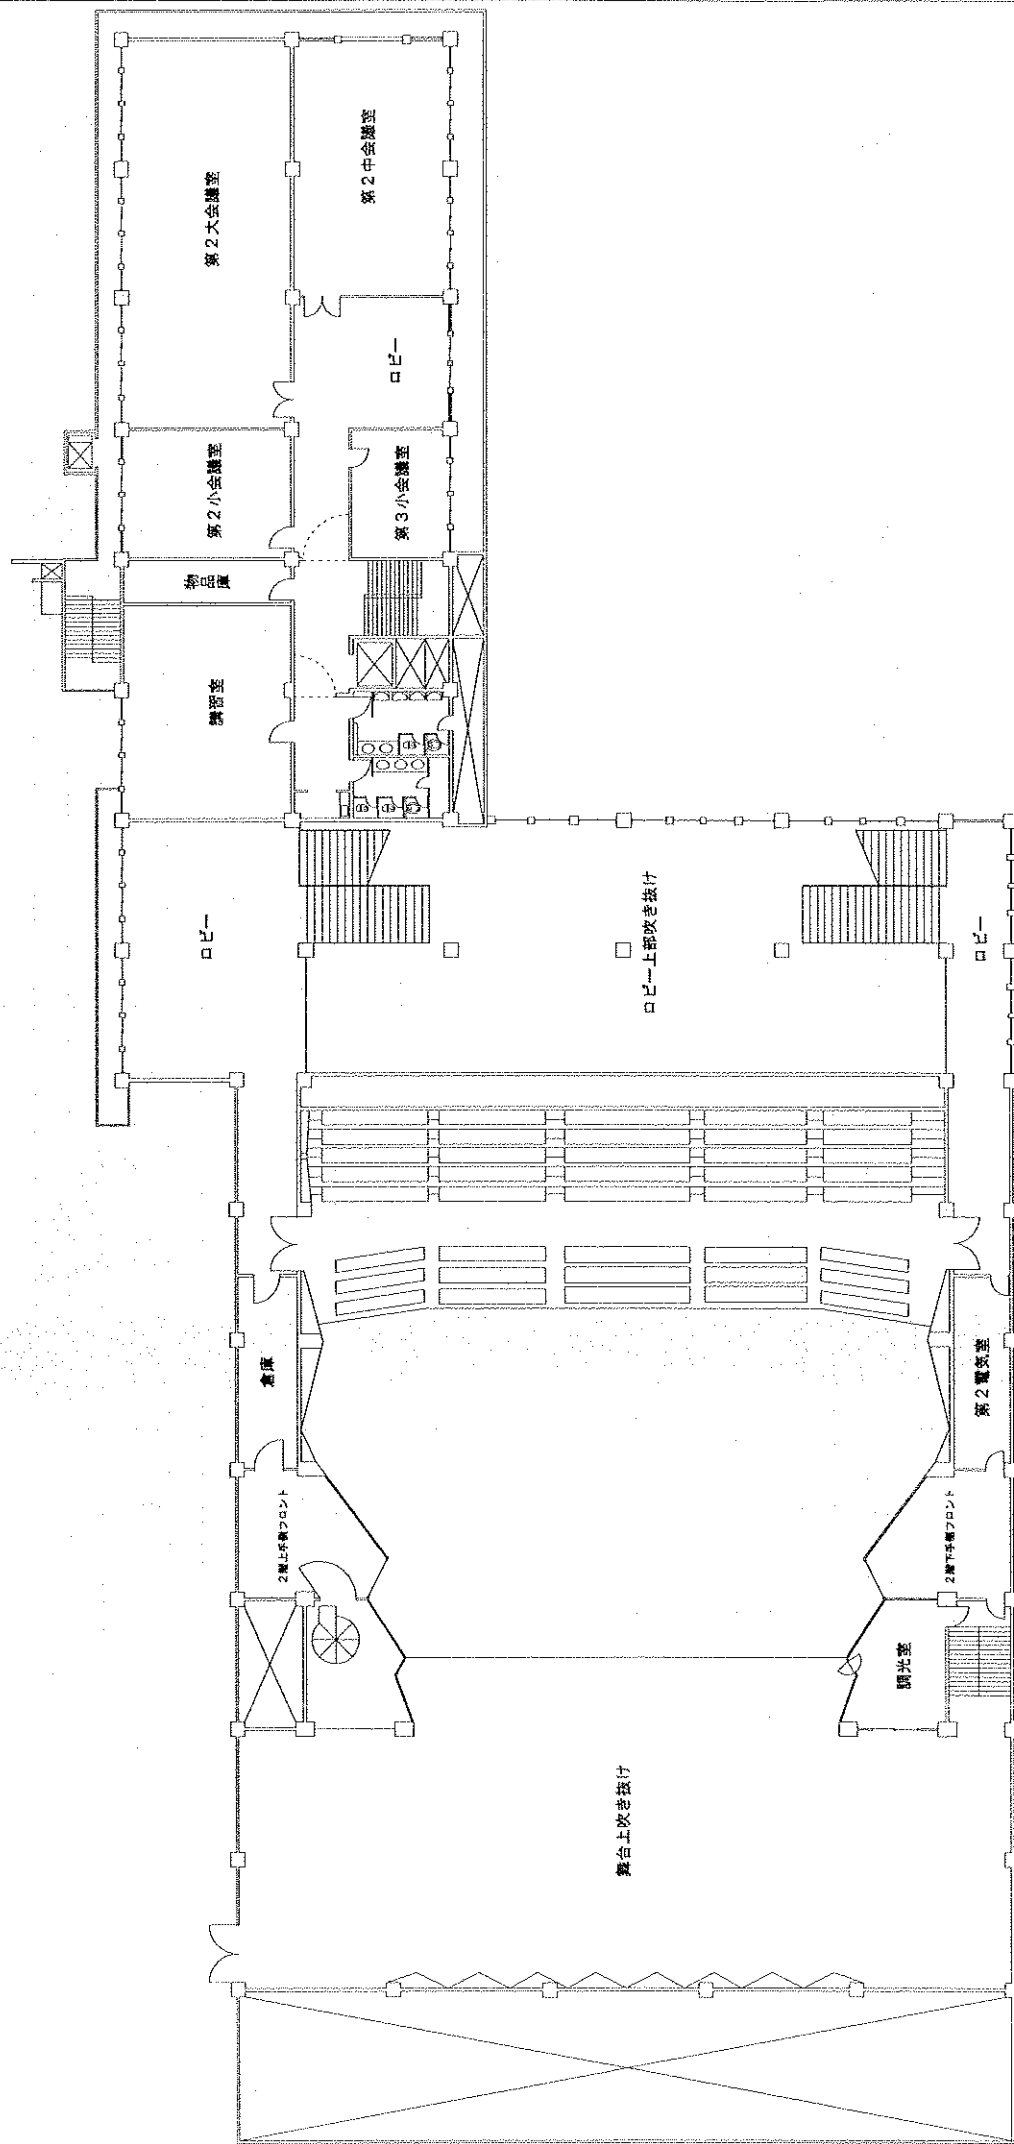 第2大会議室
第2中会議室
ロビー
第2小会議室
第3小会議室
物品庫
講習室
ロビー
ロビー上部吹き抜け
ロビー
倉庫
第2電気室
2階上手側フロント
2階下手側フロント
調光室
舞台上吹き抜け